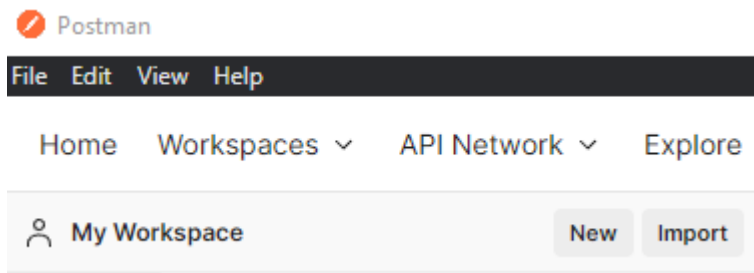 Postman
File Edit View Help
Home Workspaces API Network Explore
My Workspace New Import